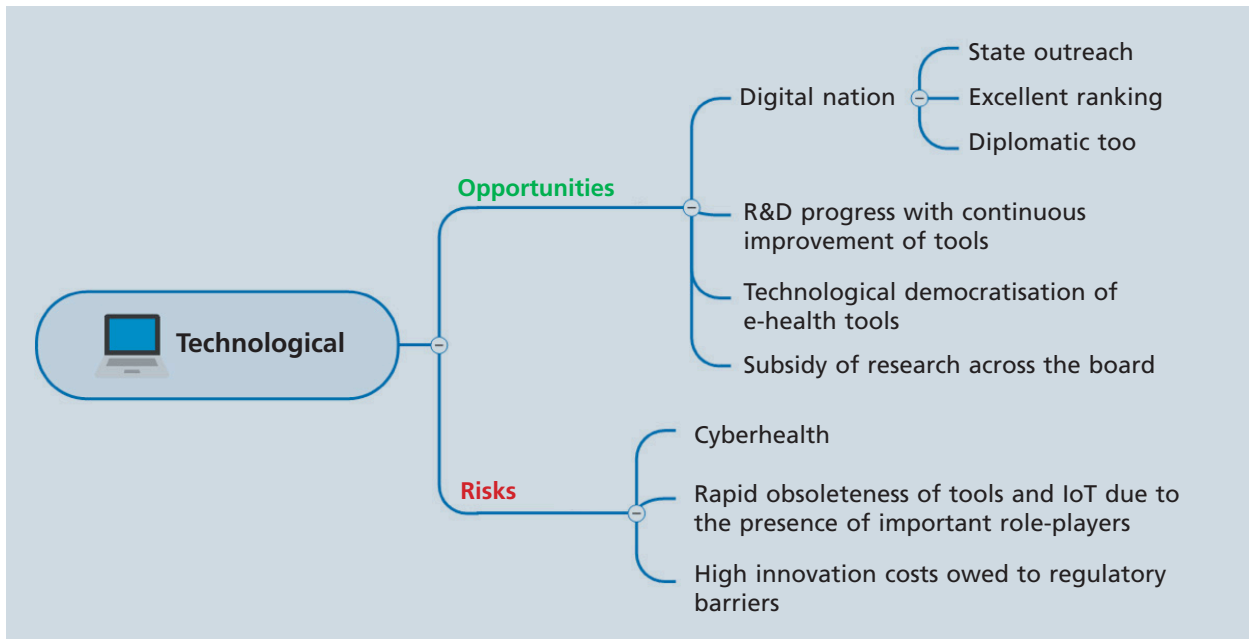 Technological
Opportunities
Digital nation
State outreach
Excellent ranking
Diplomatic too
R&D progress with continuous
improvement of tools
Technological democratisation of
e-health tools
Subsidy of research across the board
Risks
Cyberhealth
Rapid obsoleteness of tools and IoT due to
the presence of important role-players
High innovation costs owed to regulatory
barriers